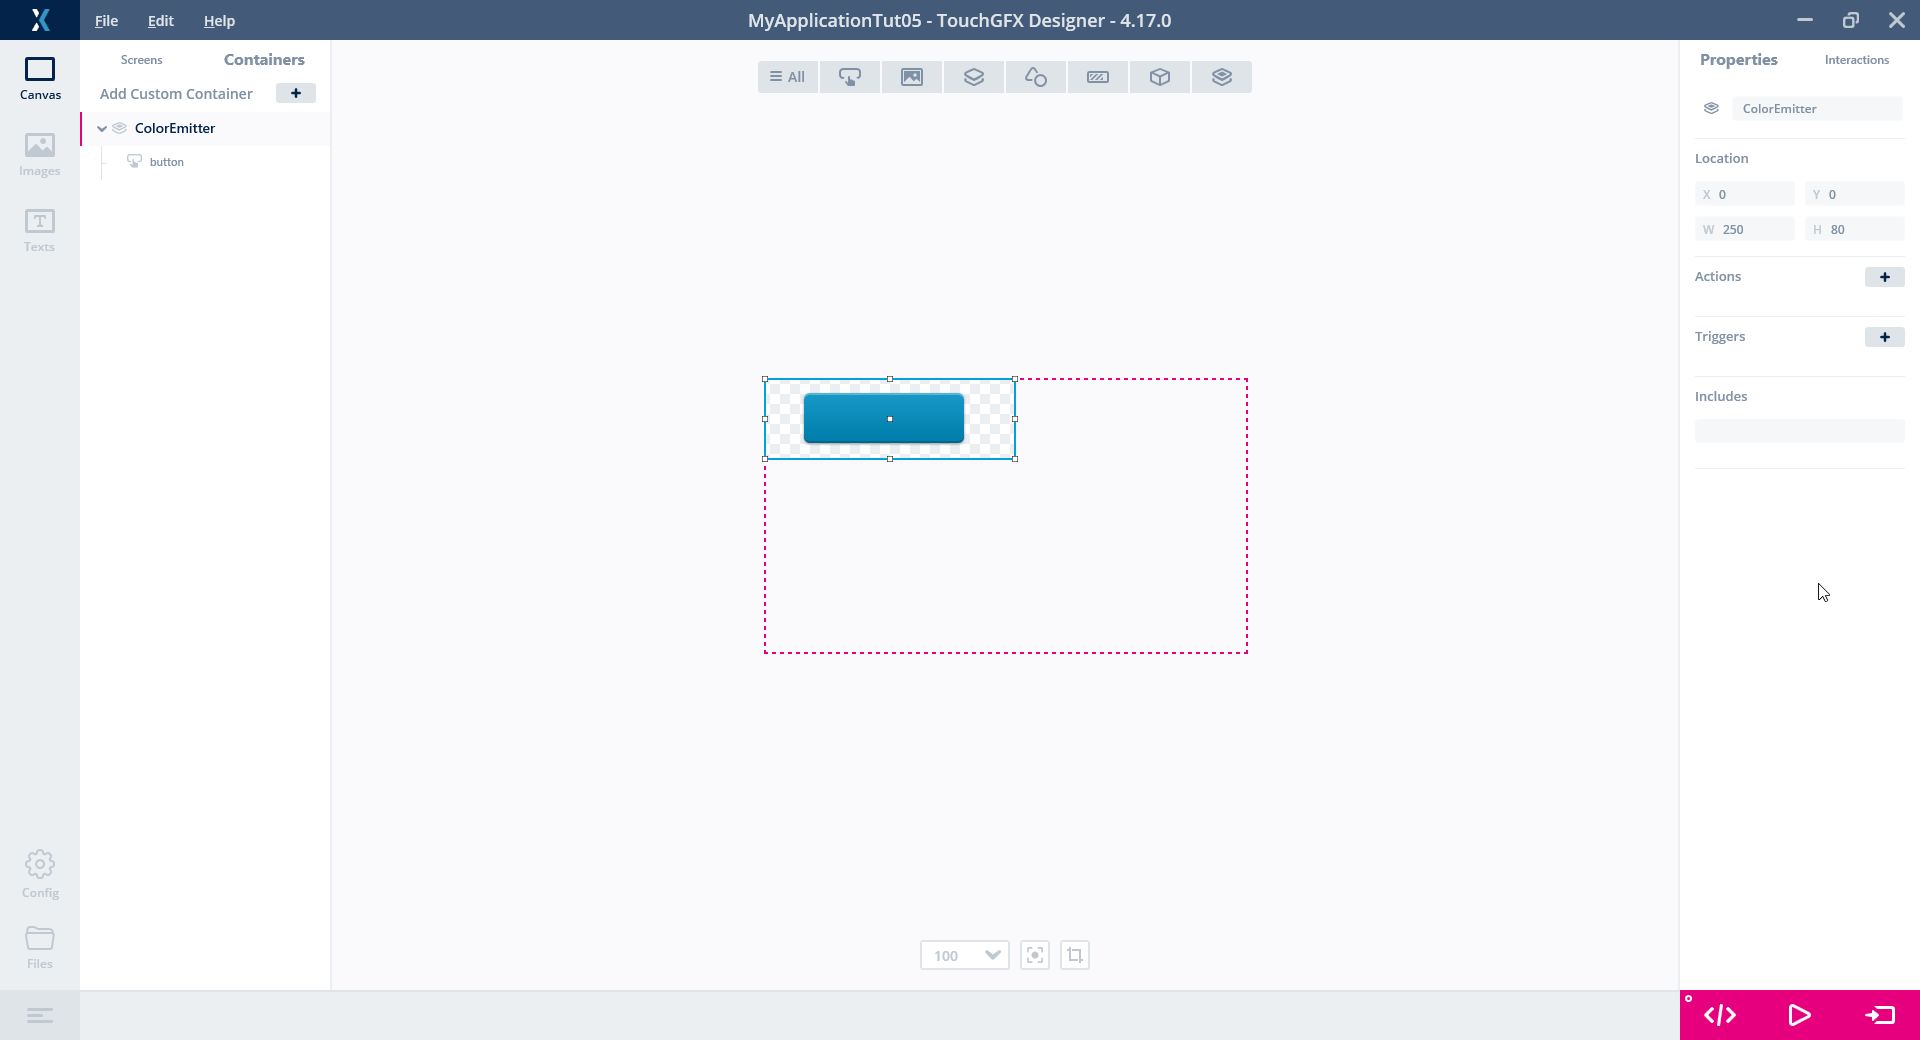 File Edit Help
MyApplicationTut05 - TouchGFX Designer - 4.17.0
Canvas
Images
Texts
Config
Files
Screens Containers
Add Custom Container
ColorEmitter
button
All
100
Properties Interactions
ColorEmitter
Location
X 0 Y 0
W 250 H 80
Actions
Triggers
Includes